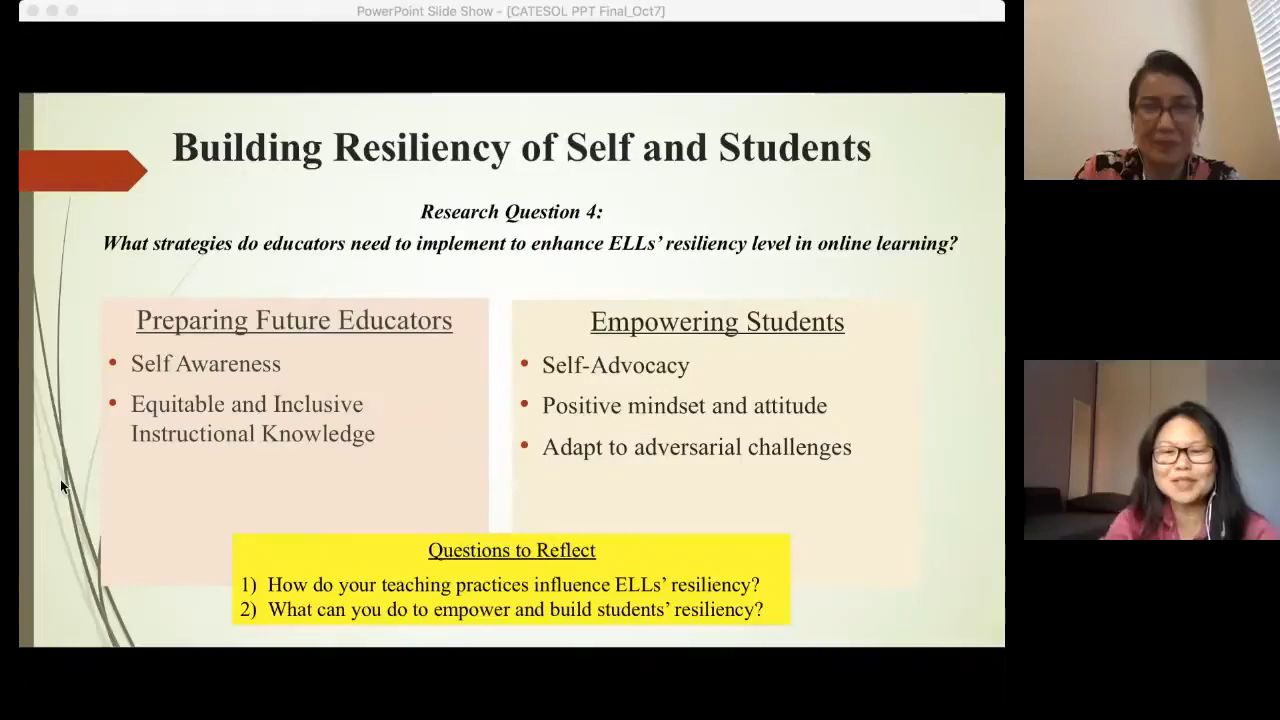 PowerPoint Slide Show - [CATESOL PPT Final_Oct7]
Building Resiliency of Self and Students
Research Question 4:
What strategies do educators need to implement to enhance ELLs' resiliency level in online learning?
Preparing Future Educators
• Self Awareness
• Equitable and Inclusive
Instructional Knowledge
Empowering Students
• Self-Advocacy
• Positive mindset and attitude
• Adapt to adversarial challenges
Questions to Reflect
1) How do your teaching practices influence ELLs' resiliency?
2) What can you do to empower and build students' resiliency?